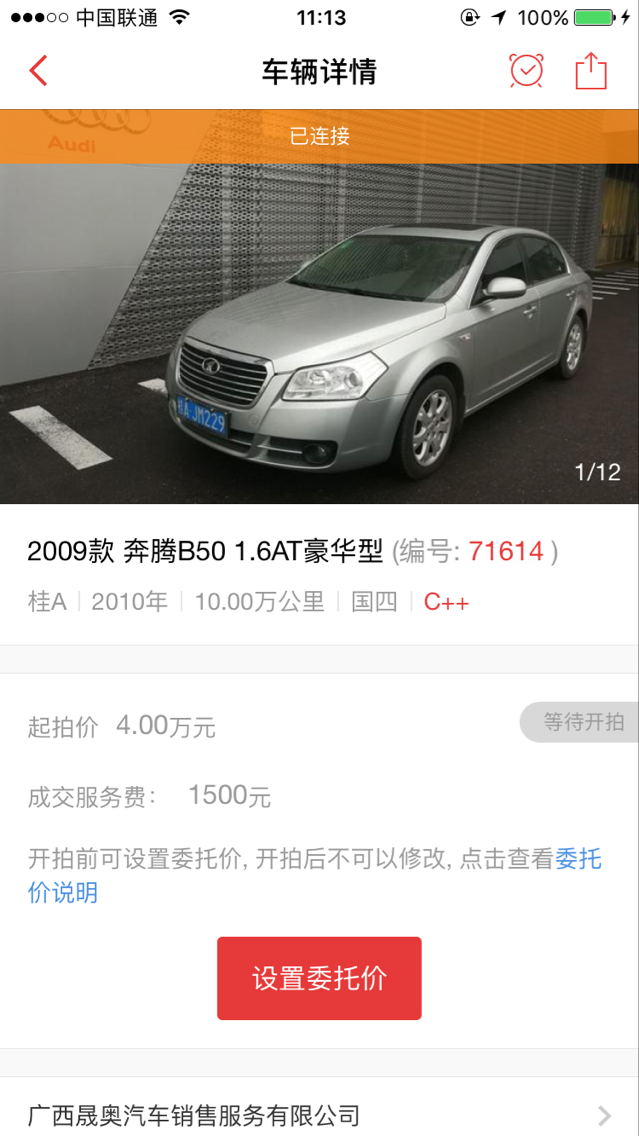 中国联通 11:13 100%
车辆详情
Audi
已连接
桂A JM229
1/12
2009款 奔腾B50 1.6AT豪华型 (编号: 71614 )
桂A 2010年 10.00万公里 国四 C++
起拍价 4.00万元 等待开拍
成交服务费： 1500元
开拍前可设置委托价, 开拍后不可以修改, 点击查看委托
价说明
设置委托价
广西晟奥汽车销售服务有限公司